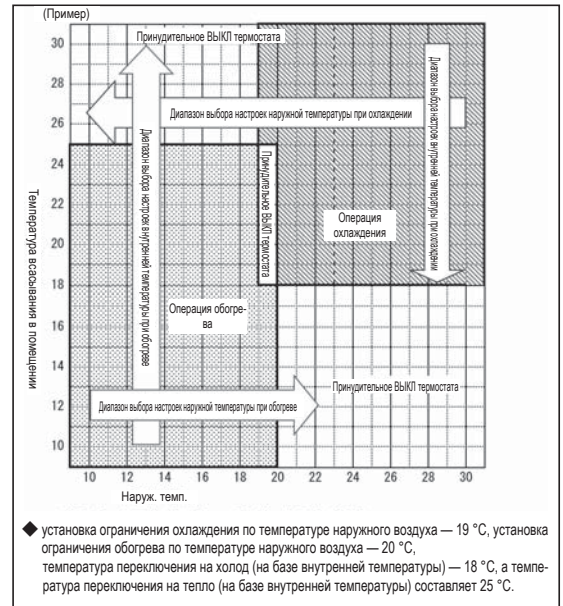 (Пример)
Принудительное ВЫКЛ термостата
Диапазон выбора настроек наружной температуры при охлаждении
Диапазон выбора настроек внутренней температуры при охлаждении
Диапазон выбора настроек внутренней температуры при обогреве
Принудительное ВЫКЛ термостата
Операция
охлаждения
Операция обогре-
ва
Принудительное ВЫКЛ термостата
Диапазон выбора настроек наружной температуры при обогреве
Температура всасывания в помещении
30
28
26
24
22
20
18
16
14
12
10
10 12 14 16 18 20 22 24 26 28 30
Наруж. темп.
◆ установка ограничения охлаждения по температуре наружного воздуха — 19 °C, установка
ограничения обогрева по температуре наружного воздуха — 20 °C,
температура переключения на холод (на базе внутренней температуры) — 18 °C, а темпе-
ратура переключения на тепло (на базе внутренней температуры) составляет 25 °C.